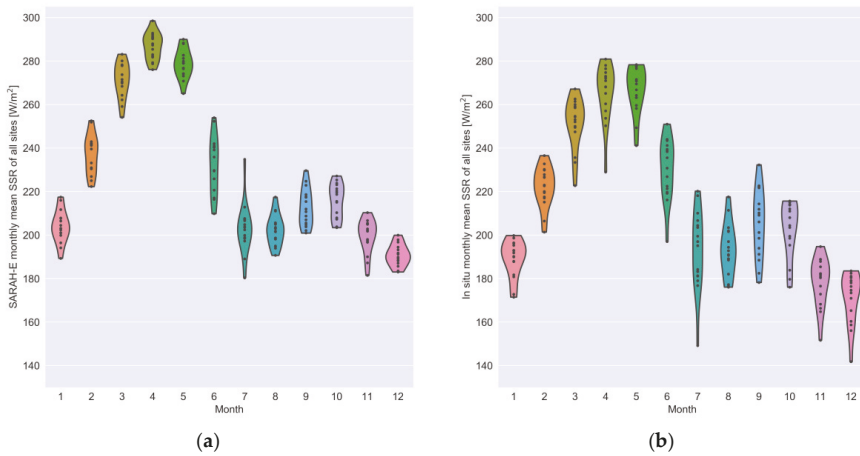 SARAH-E monthly mean SSR of all sites [W/m²]
300
280
260
240
220
200
180
160
140
1 2 3 4 5 6 7 8 9 10 11 12
Month
(a)
In situ monthly mean SSR of all sites [W/m²]
300
280
260
240
220
200
180
160
140
1 2 3 4 5 6 7 8 9 10 11 12
Month
(b)